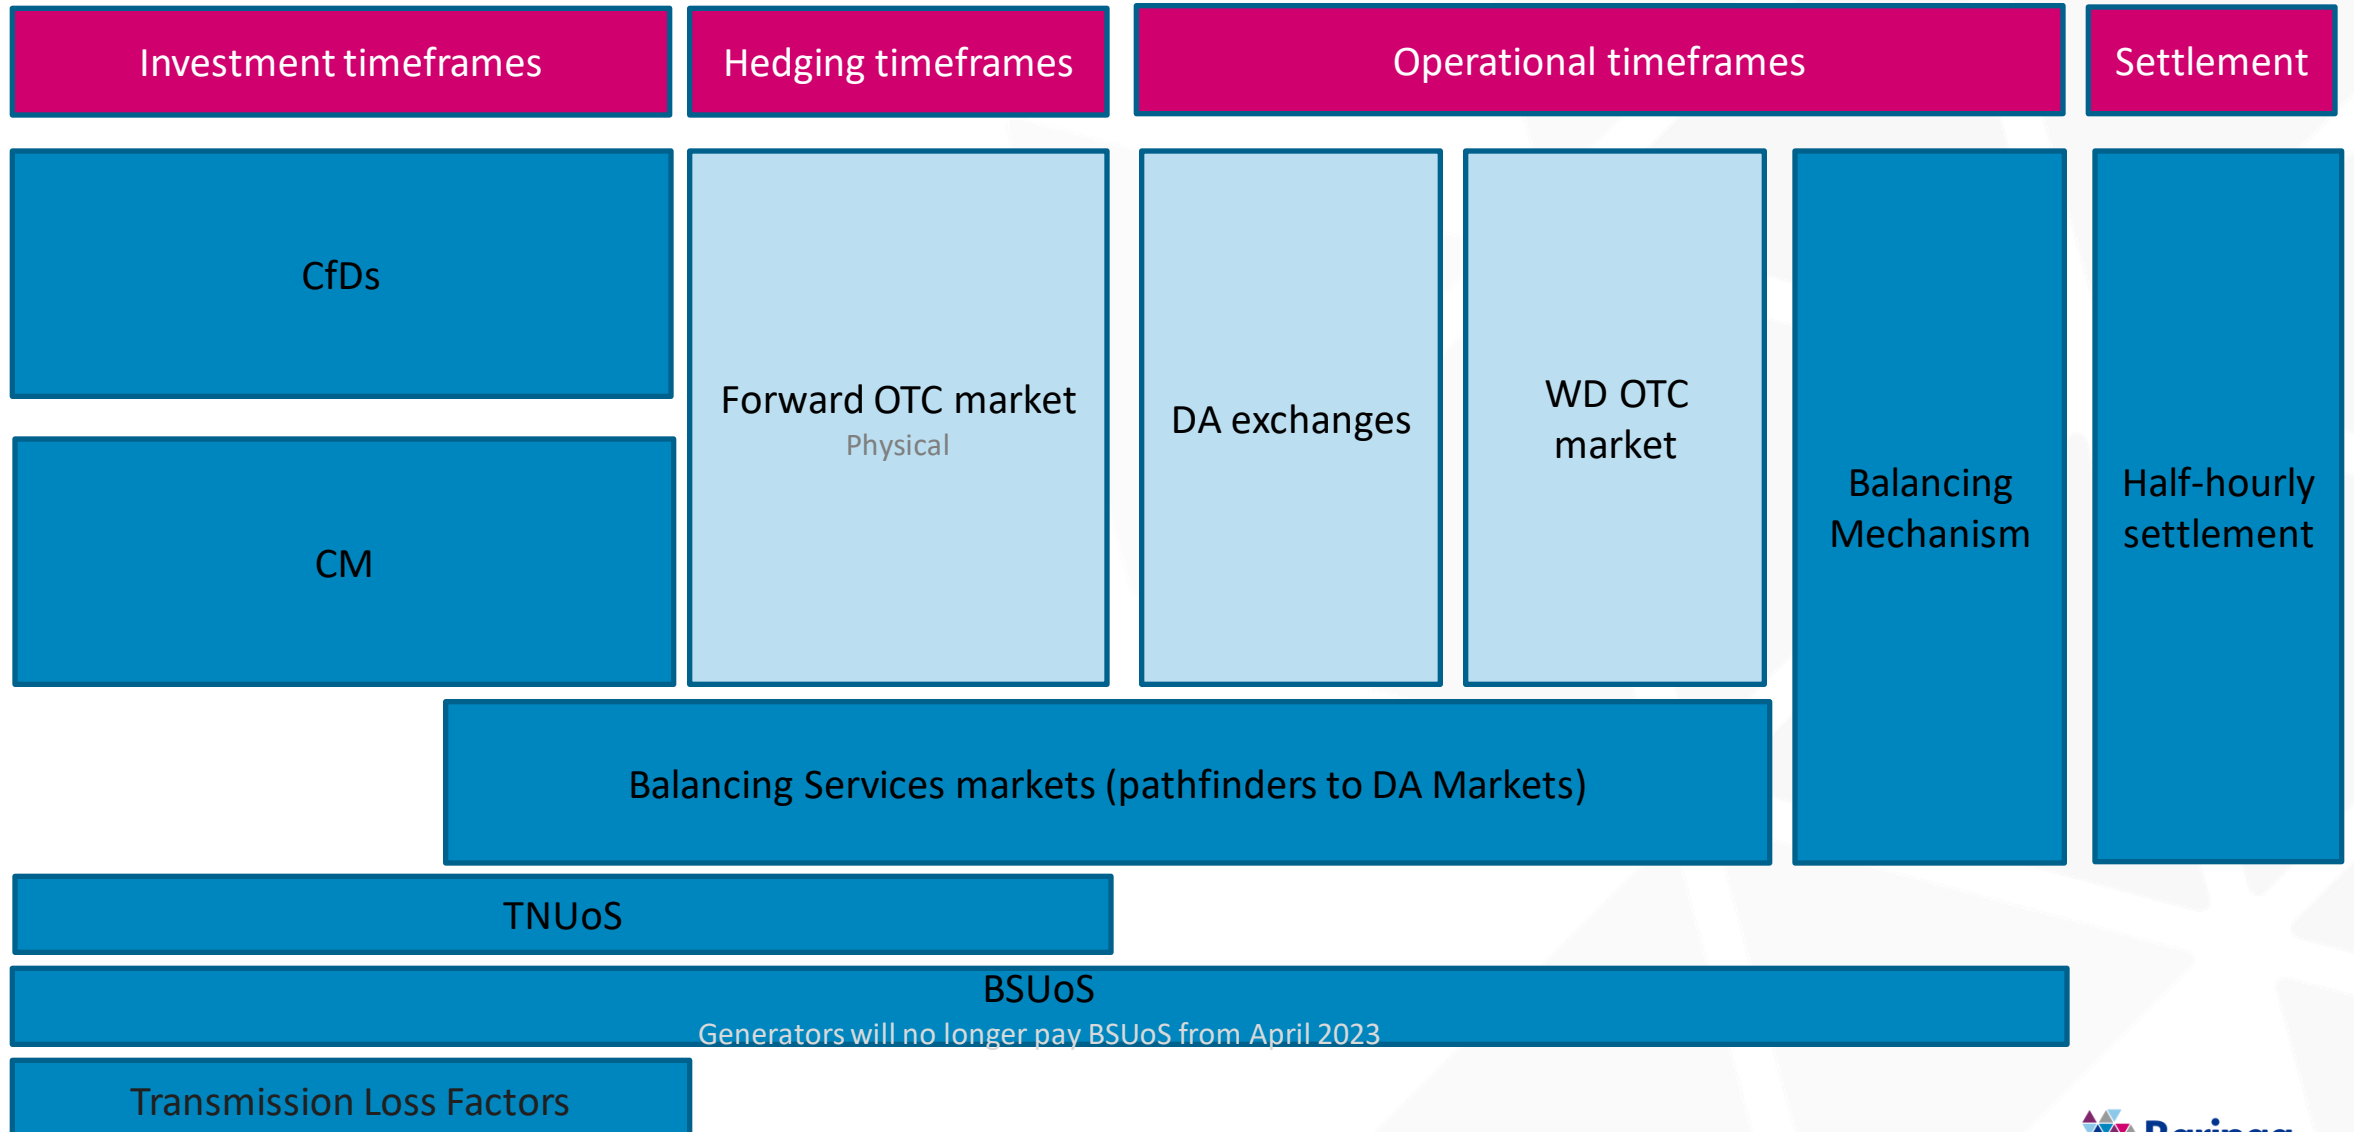 Investment timeframes
Hedging timeframes
Operational timeframes
Settlement
CfDs
CM
Forward OTC market
Physical
DA exchanges
WD OTC
market
Balancing
Mechanism
Half-hourly
settlement
Balancing Services markets (pathfinders to DA Markets)
TNUoS
BSUoS
Generators will no longer pay BSUoS from April 2023
Transmission Loss Factors
Baringa